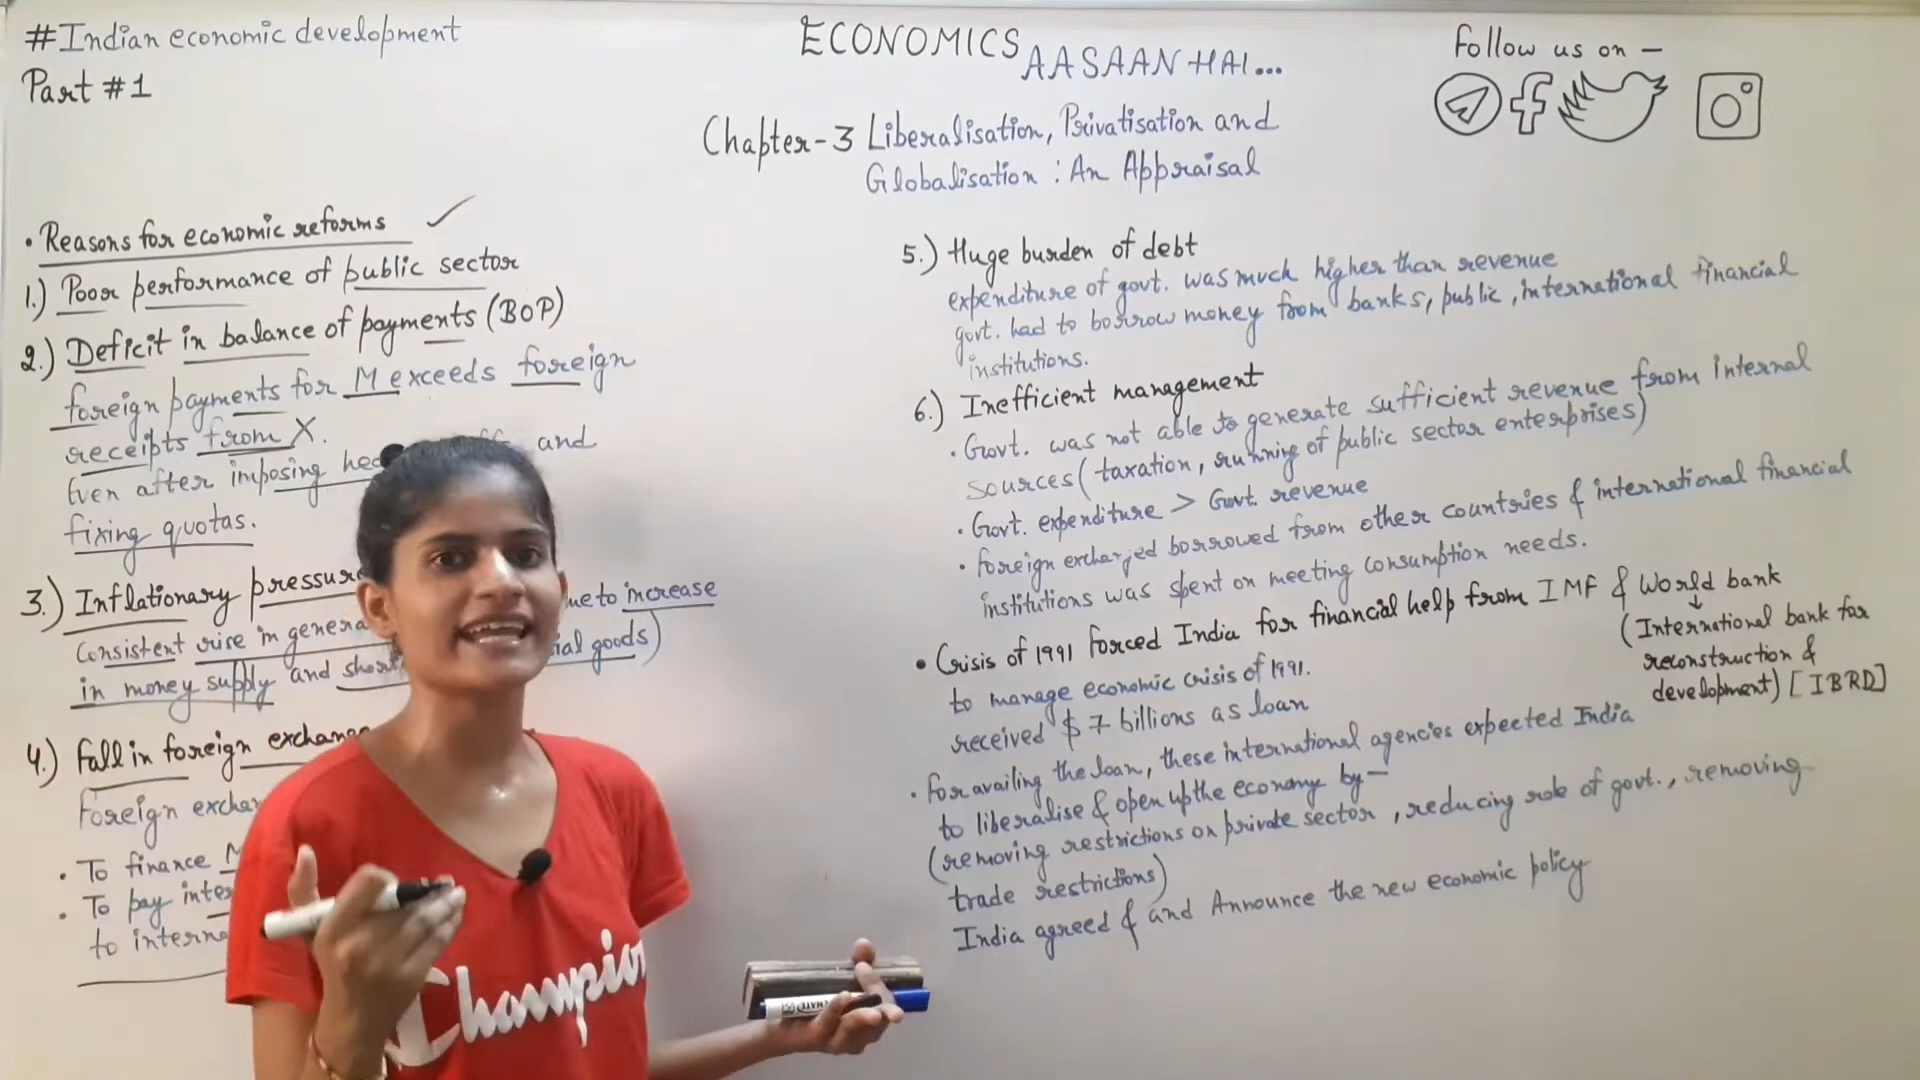 #Indian economic development
Part #1
ECONOMICS AASAAN HAI...
Follow us on —
Chapter-3 Liberalisation, Privatisation and
Globalisation : An Appraisal
• Reasons for economic reforms
1.) Poor performance of public sector
2.) Deficit in balance of payments (BOP)
foreign payments for M exceeds foreign
receipts from X.
Even after imposing and
fixing quotas.
3.) Inflationary pressure
Consistent rise in due to increase
in money supply and goods)
4.) Fall in foreign exchange
Foreign
• To finance M
• To pay
to
5.) Huge burden of debt
expenditure of govt. was much higher than revenue
govt. had to borrow money from banks, public, international financial
institutions.
6.) Inefficient management
• Govt. was not able to generate sufficient revenue from internal
sources (taxation, running of public sector enterprises)
• Govt. expenditure > Govt. revenue
• foreign exchanged borrowed from other countries & international financial
institutions was spent on meeting consumption needs.
• Crisis of 1991 forced India for financial help from IMF & World bank
to manage economic crisis of 1991.
received $ 7 billions as loan
(International bank for
reconstruction &
development) [IBRD]
• for availing the loan, these international agencies expected India
to liberalise & open up the economy by—
(removing restrictions on private sector, reducing role of govt., removing
trade restrictions)
India agreed & and Announce the new economic policy
Champion